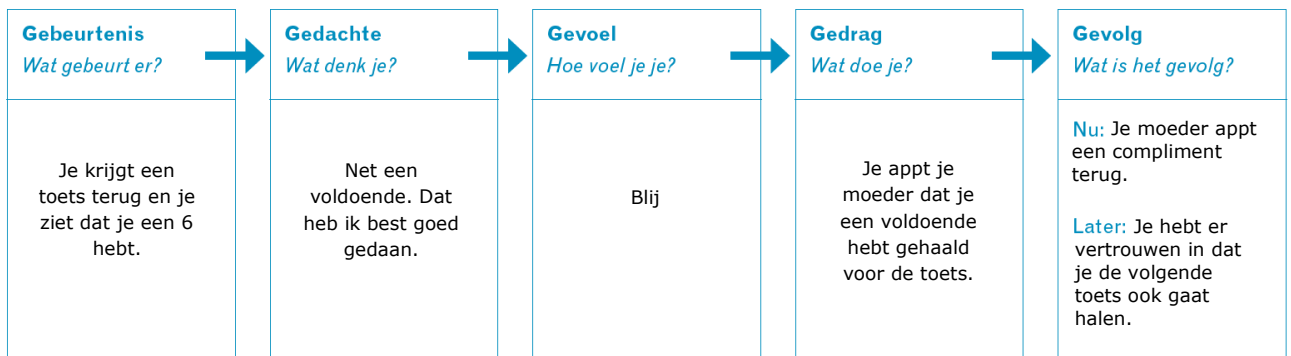 Gebeurtenis
Wat gebeurt er?
Je krijgt een
toets terug en je
ziet dat je een 6
hebt.
Gedachte
Wat denk je?
Net een
voldoende. Dat
heb ik best goed
gedaan.
Gevoel
Hoe voel je je?
Blij
Gedrag
Wat doe je?
Je appt je
moeder dat je
een voldoende
hebt gehaald
voor de toets.
Gevolg
Wat is het gevolg?
Nu: Je moeder appt
een compliment
terug.
Later: Je hebt er
vertrouwen in dat
je de volgende
toets ook gaat
halen.